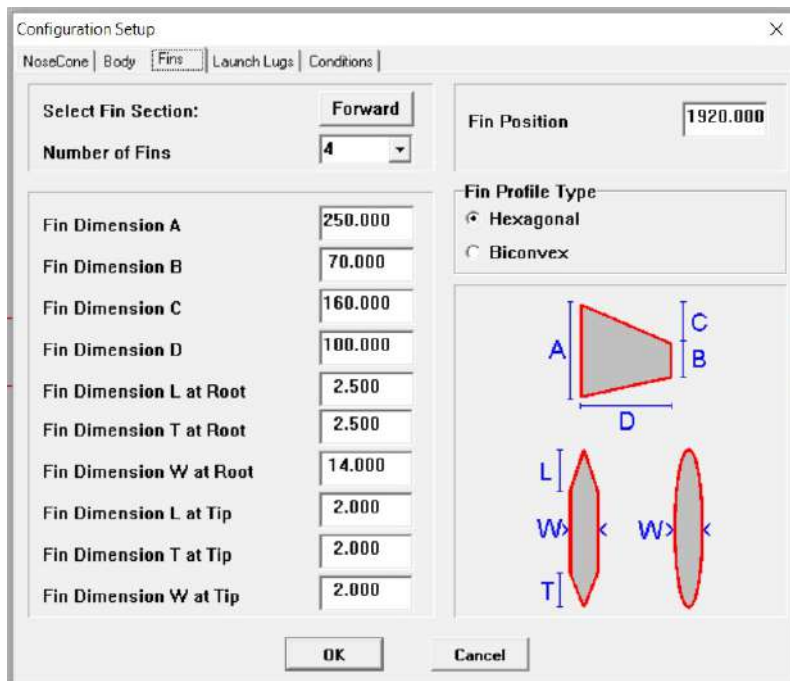 Configuration Setup
NoseCone Body Fins Launch Lugs Conditions
Select Fin Section: Forward
Number of Fins 4
Fin Position 1920.000
Fin Dimension A 250.000
Fin Dimension B 70.000
Fin Dimension C 160.000
Fin Dimension D 100.000
Fin Dimension L at Root 2.500
Fin Dimension T at Root 2.500
Fin Dimension W at Root 14.000
Fin Dimension L at Tip 2.000
Fin Dimension T at Tip 2.000
Fin Dimension W at Tip 2.000
Fin Profile Type
Hexagonal
Biconvex
C
A B
D
L
W W
T
OK Cancel